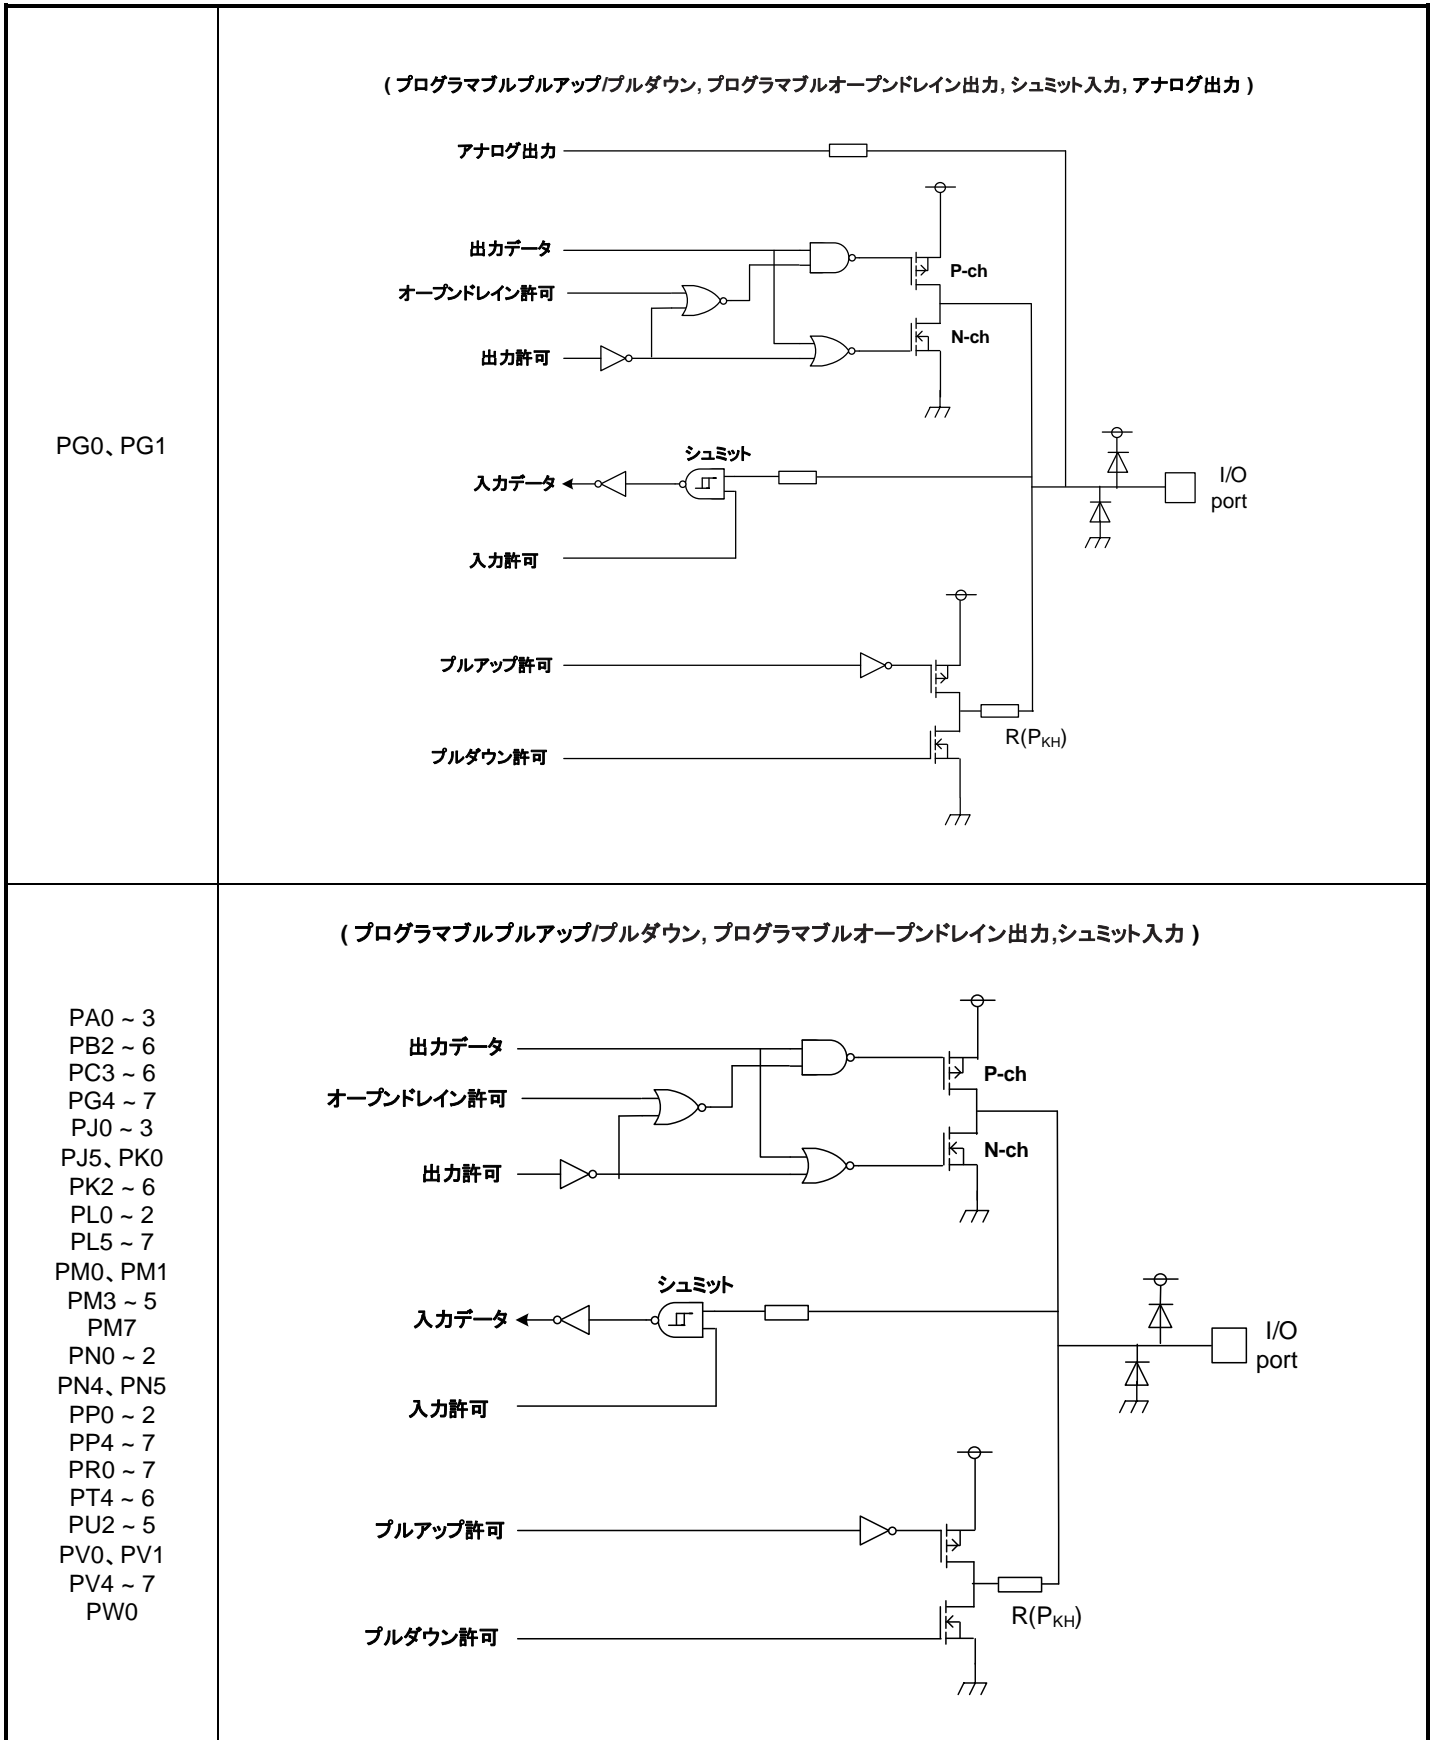 ( プログラマブルプルアップ/プルダウン, プログラマブルオープンドレイン出力, シュミット入力, アナログ出力 )
アナログ出力
出力データ
P-ch
オープンドレイン許可
N-ch
出力許可
PG0、PG1
シュミット
入力データ
I/O
port
入力許可
プルアップ許可
R(PKH)
プルダウン許可
( プログラマブルプルアップ/プルダウン, プログラマブルオープンドレイン出力,シュミット入力 )
PA0 ~ 3
PB2 ~ 6
PC3 ~ 6
PG4 ~ 7
PJ0 ~ 3
PJ5、PK0
PK2 ~ 6
PL0 ~ 2
PL5 ~ 7
PM0、PM1
PM3 ~ 5
PM7
PN0 ~ 2
PN4、PN5
PP0 ~ 2
PP4 ~ 7
PR0 ~ 7
PT4 ~ 6
PU2 ~ 5
PV0、PV1
PV4 ~ 7
PW0
出力データ
P-ch
オープンドレイン許可
N-ch
出力許可
シュミット
入力データ
I/O
port
入力許可
プルアップ許可
R(PKH)
プルダウン許可